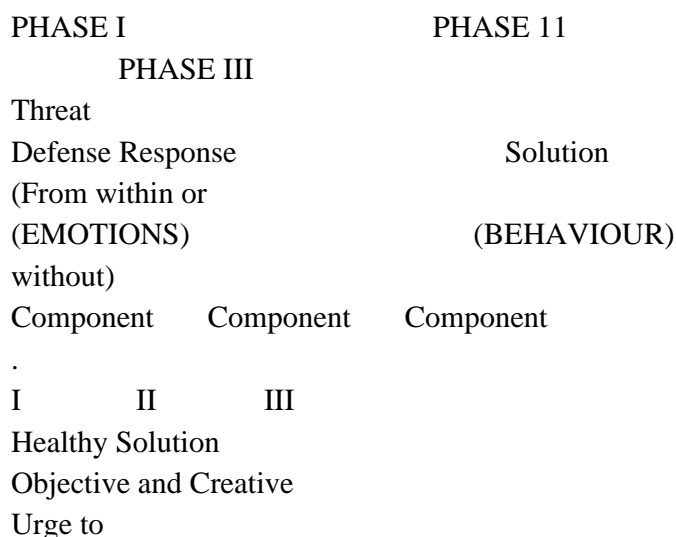 PHASE I PHASE 11
PHASE III
Threat
Defense Response Solution
(From within or
(EMOTIONS) (BEHAVIOUR)
without)
Component Component Component
.
I II III
Healthy Solution
Objective and Creative
Urge to